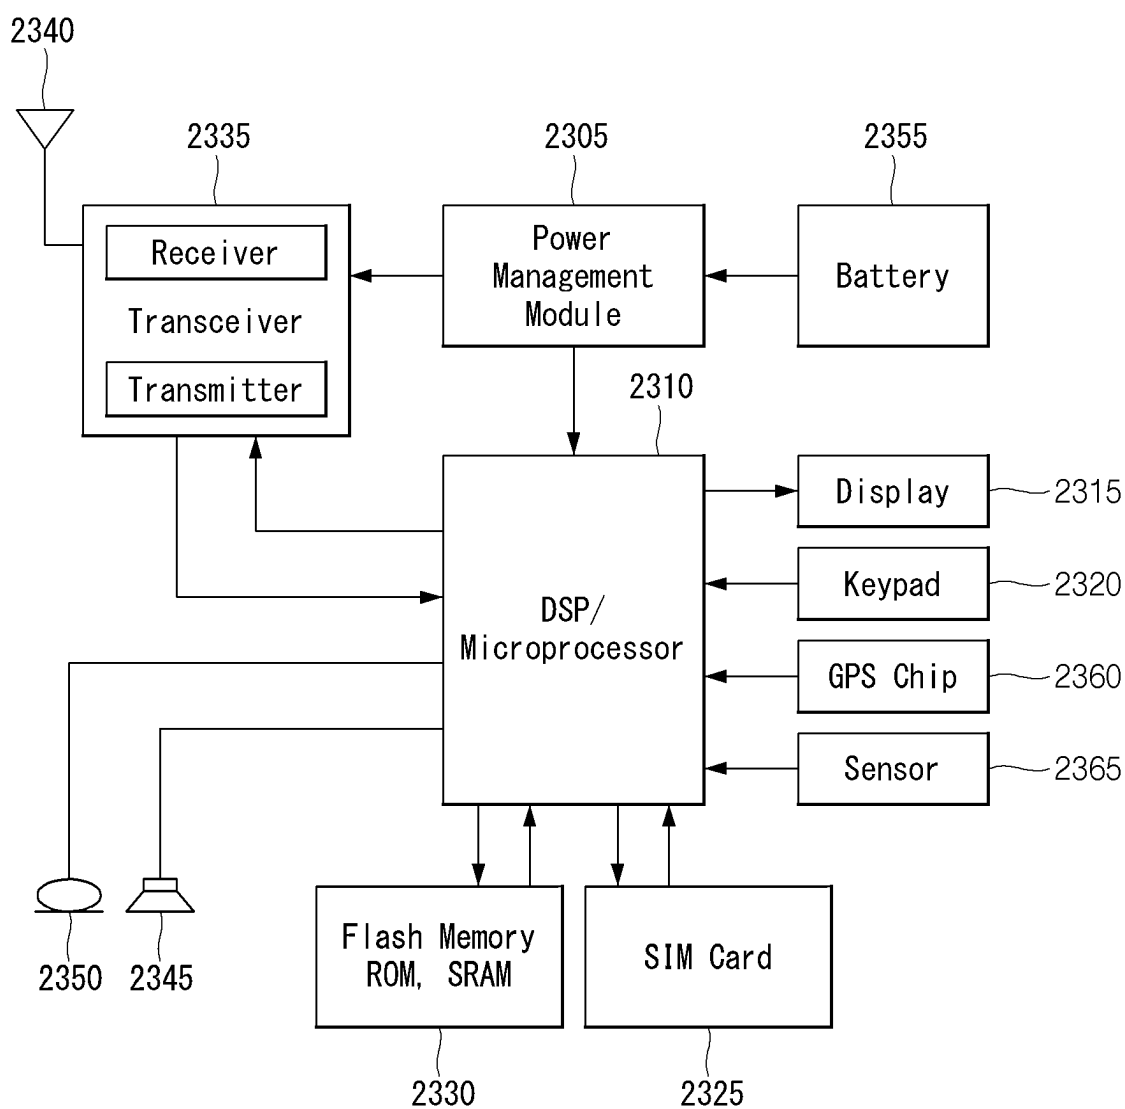 2340
2335
2305
2355
Receiver
Transceiver
Transmitter
Power
Management
Module
Battery
2310
DSP/
Microprocessor
Display
2315
Keypad
2320
GPS Chip
2360
Sensor
2365
2350
2345
Flash Memory
ROM, SRAM
SIM Card
2330
2325